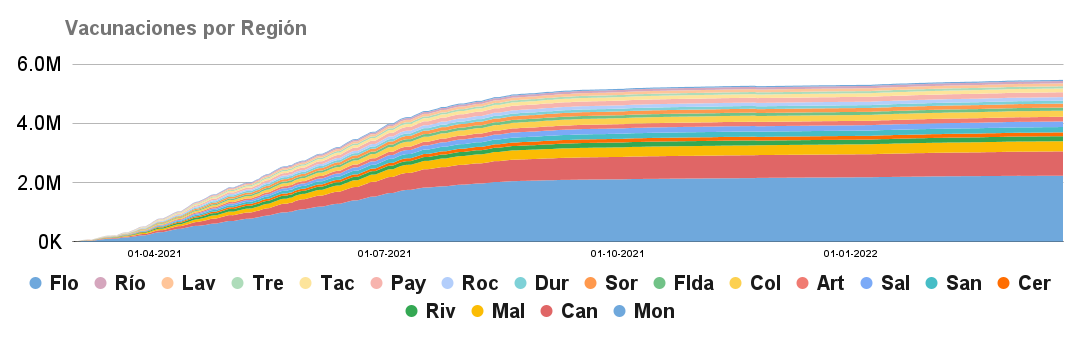 Vacunaciones por Región
6.0M
4.0M
2.0M
0K
01-04-2021 01-07-2021 01-10-2021 01-01-2022
Flo Río Lav Tre Tac Pay Roc Dur Sor Flda Col Art Sal San Cer
Riv Mal Can Mon